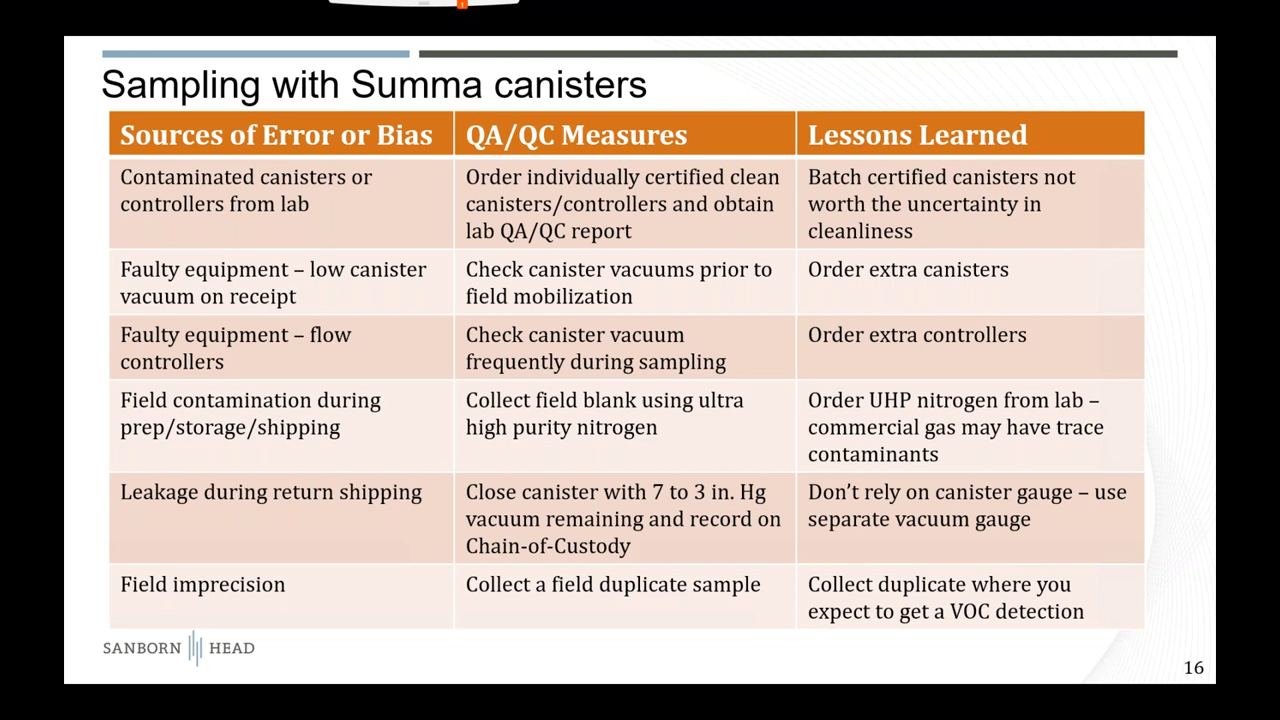 Sampling with Summa canisters
Sources of Error or Bias
QA/QC Measures
Lessons Learned
Contaminated canisters or
controllers from lab
Order individually certified clean
canisters/controllers and obtain
lab QA/QC report
Batch certified canisters not
worth the uncertainty in
cleanliness
Faulty equipment – low canister
vacuum on receipt
Check canister vacuums prior to
field mobilization
Order extra canisters
Faulty equipment – flow
controllers
Check canister vacuum
frequently during sampling
Order extra controllers
Field contamination during
prep/storage/shipping
Collect field blank using ultra
high purity nitrogen
Order UHP nitrogen from lab –
commercial gas may have trace
contaminants
Leakage during return shipping
Close canister with 7 to 3 in. Hg
vacuum remaining and record on
Chain-of-Custody
Don’t rely on canister gauge – use
separate vacuum gauge
Field imprecision
Collect a field duplicate sample
Collect duplicate where you
expect to get a VOC detection
SANBORN HEAD
16